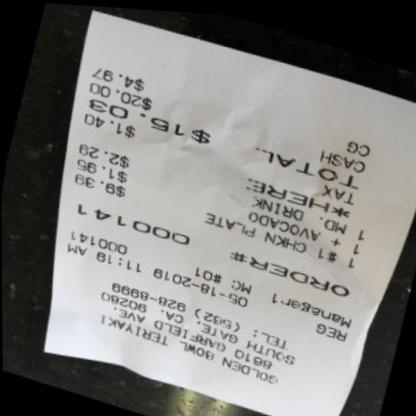 GOLDEN BOWL TERIYAKI
8810 GARFIELD AVE.
SOUTH GATE, CA. 90280
TEL: (562) 928-8999
REG 05-18-2019 11:19 AM
Manager1 MC #01 000141
ORDER# 000141
1 #1 CHKN PLATE $9.39
1 + AVOCADO $1.95
1 MD. DRINK $2.29
*HERE:
TAX $1.40
TOTAL. $15.03
CASH $20.00
CG $4.97